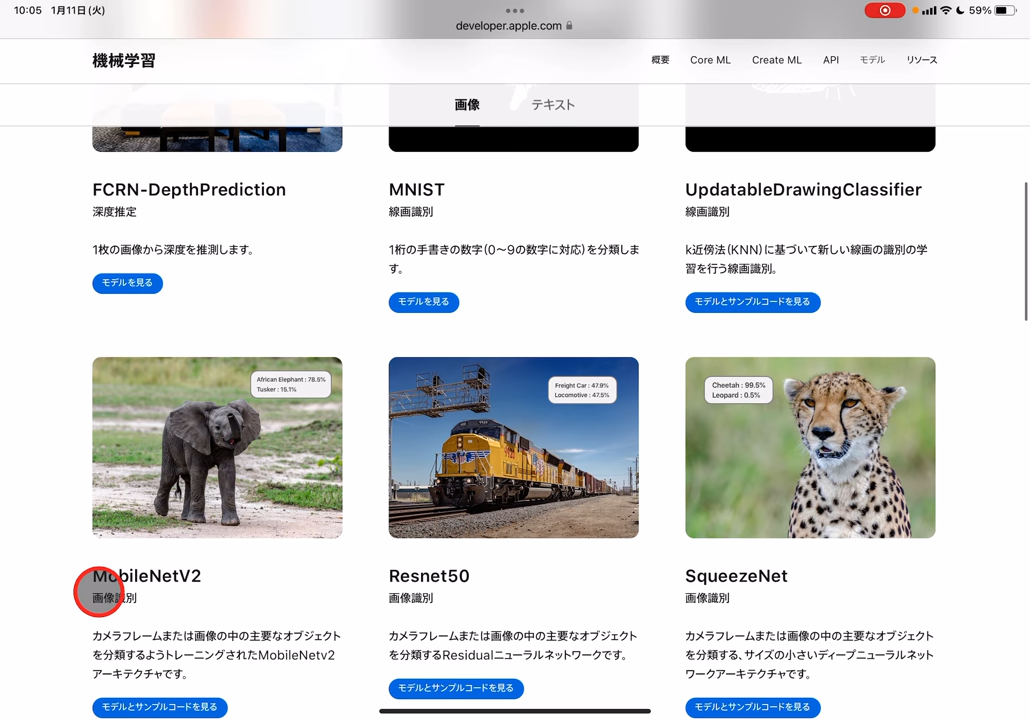 10:05 1月11日(火)
59%
developer.apple.com
機械学習
概要 Core ML Create ML API モデル リソース
画像 テキスト
FCRN-DepthPrediction
深度推定
1枚の画像から深度を推測します。
モデルを見る
MNIST
線画識別
1桁の手書きの数字(0〜9の数字に対応)を分類しま
す。
モデルを見る
UpdatableDrawingClassifier
線画識別
k近傍法(KNN)に基づいて新しい線画の識別の学
習を行う線画識別。
モデルとサンプルコードを見る
African Elephant : 78.5%
Tusker : 15.1%
MobileNetV2
画像識別
カメラフレームまたは画像の中の主要なオブジェクト
を分類するようトレーニングされたMobileNetv2
アーキテクチャです。
モデルとサンプルコードを見る
Freight Car : 47.9%
Locomotive : 47.5%
Resnet50
画像識別
カメラフレームまたは画像の中の主要なオブジェクト
を分類するResidualニューラルネットワークです。
モデルとサンプルコードを見る
Cheetah : 99.5%
Leopard : 0.5%
SqueezeNet
画像識別
カメラフレームまたは画像の中の主要なオブジェクト
を分類する、サイズの小さいディープニューラルネット
ワークアーキテクチャです。
モデルとサンプルコードを見る